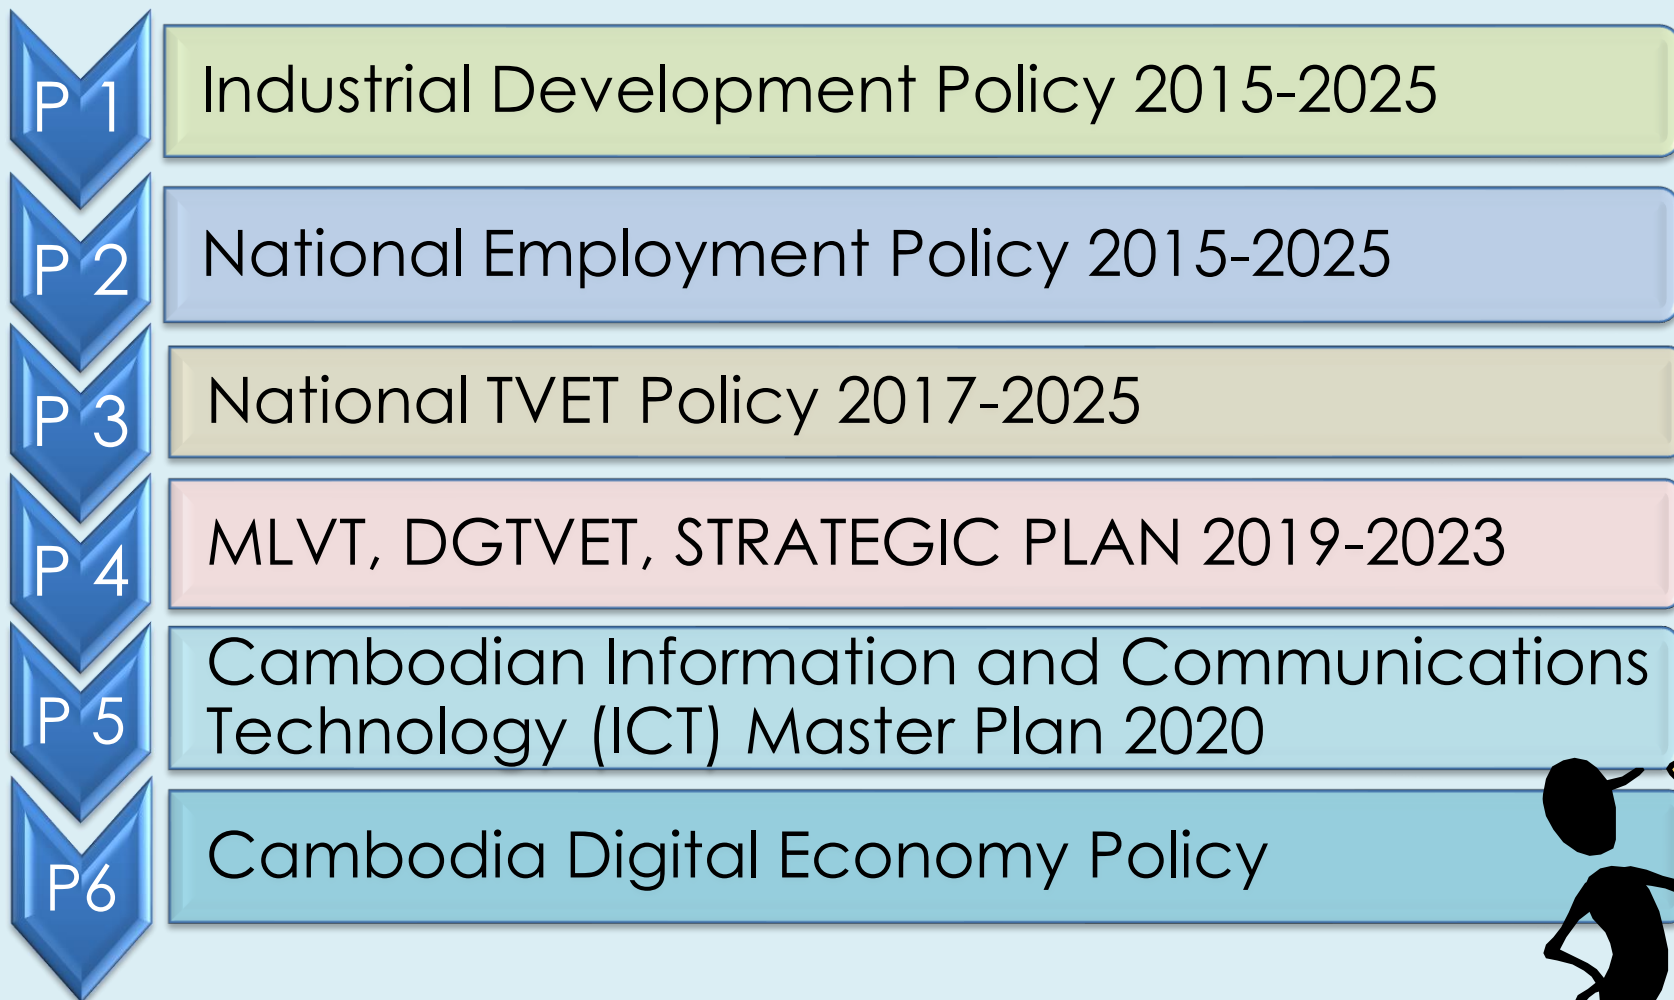 P 1
Industrial Development Policy 2015-2025
P 2
National Employment Policy 2015-2025
P 3
National TVET Policy 2017-2025
P 4
MLVT, DGTVET, STRATEGIC PLAN 2019-2023
P 5
Cambodian Information and Communications
Technology (ICT) Master Plan 2020
P6
Cambodia Digital Economy Policy